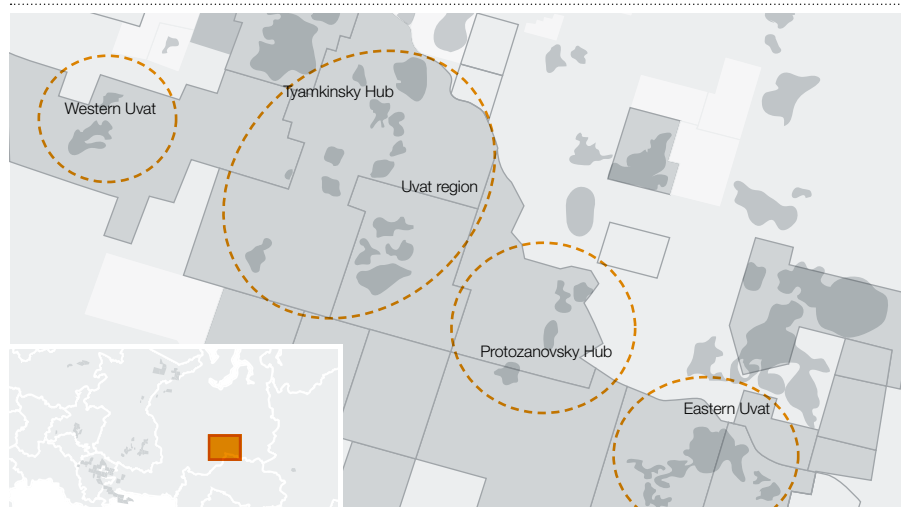 Tyamkinsky Hub
Western Uvat
Uvat region
Protozanovsky Hub
Eastern Uvat